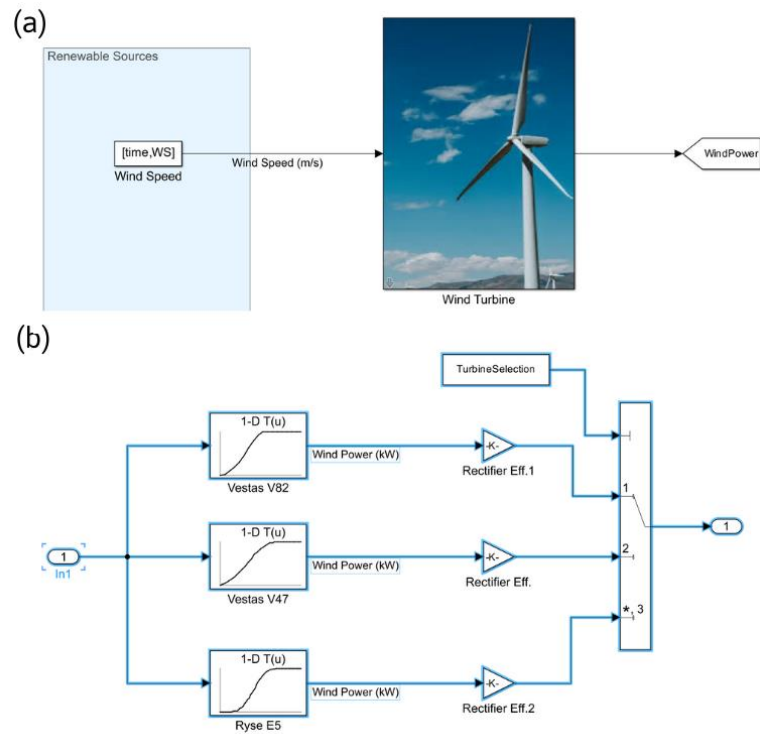 (a)
Renewable Sources
[time,WS]
Wind Speed (m/s)
WindPower
Wind Speed
Wind Turbine
(b)
TurbineSelection
1-D T(u)
Wind Power (kW)
-K-
Vestas V82
Rectifier Eff.1
1
1-D T(u)
1
In1
Wind Power (kW)
-K-
2
1
Vestas V47
Rectifier Eff.
1-D T(u)
*, 3
Wind Power (kW)
-K-
Ryse E5
Rectifier Eff.2